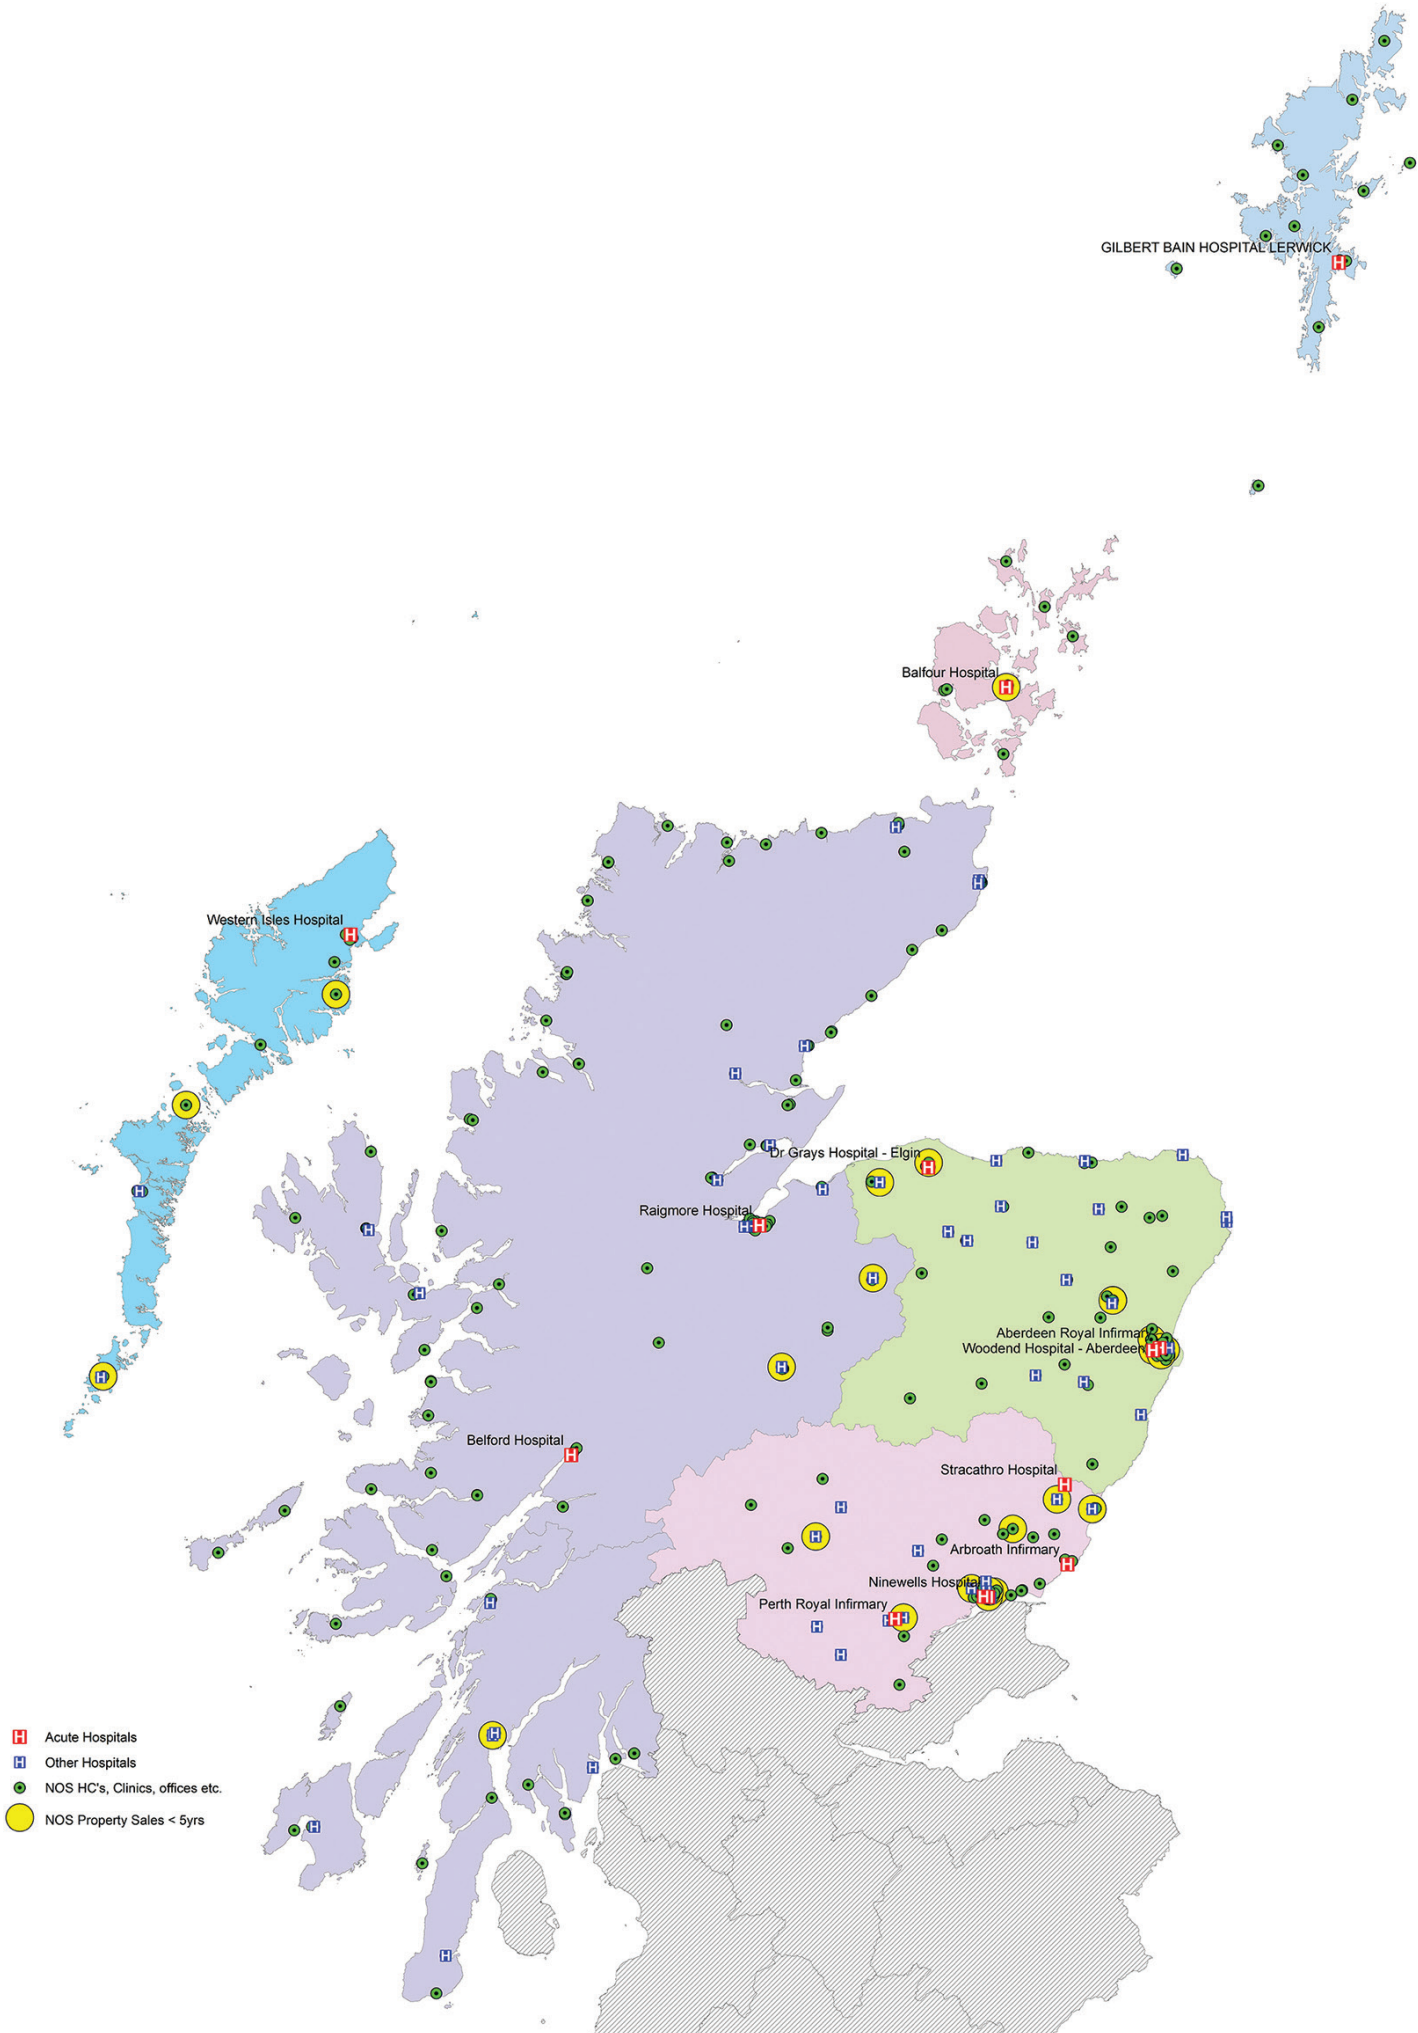 GILBERT BAIN HOSPITAL LERWICK
Balfour Hospital
Western Isles Hospital
Dr Grays Hospital - Elgin
Raigmore Hospital
Aberdeen Royal Infirmary
Woodend Hospital - Aberdeen
Belford Hospital
Stracathro Hospital
Arbroath Infirmary
Ninewells Hospital
Perth Royal Infirmary
H Acute Hospitals
H Other Hospitals
NOS HC's, Clinics, offices etc.
NOS Property Sales < 5yrs